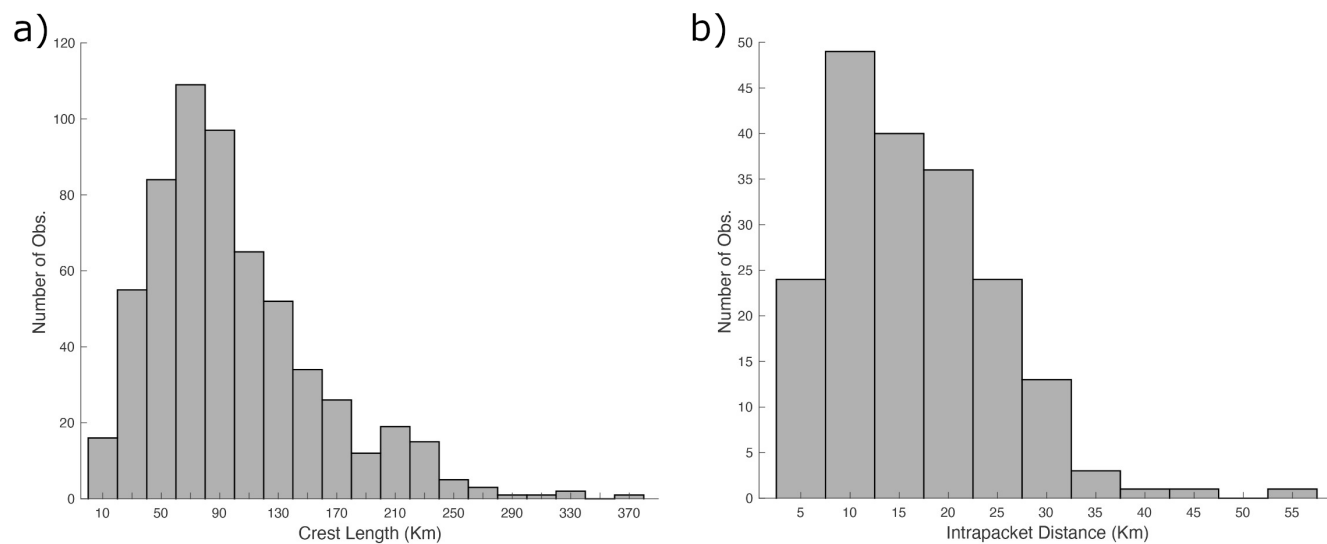 a)
120
100
80
60
40
20
0
Number of Obs.
10 50 90 130 170 210 250 290 330 370
Crest Length (Km)
b)
50
45
40
35
30
25
20
15
10
5
0
Number of Obs.
5 10 15 20 25 30 35 40 45 50 55
Intrapacket Distance (Km)